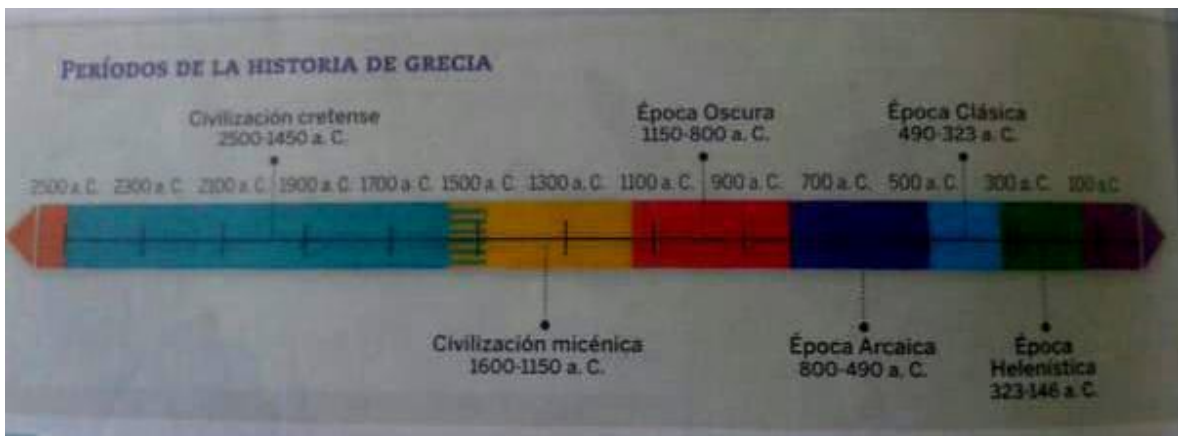 PERÍODOS DE LA HISTORIA DE GRECIA
Civilización cretense
2500-1450 a. C.
Época Oscura
1150-800 a. C.
Época Clásica
490-323 a. C.
2500 a. C. 2300 a. C. 2100 a. C. 1900 a. C. 1700 a. C. 1500 a. C. 1300 a. C. 1100 a. C. 900 a. C. 700 a. C. 500 a. C. 300 a. C. 100 a.C.
Civilización micénica
1600-1150 a. C.
Época Arcaica
800-490 a. C.
Época
Helenística
323-146 a. C.